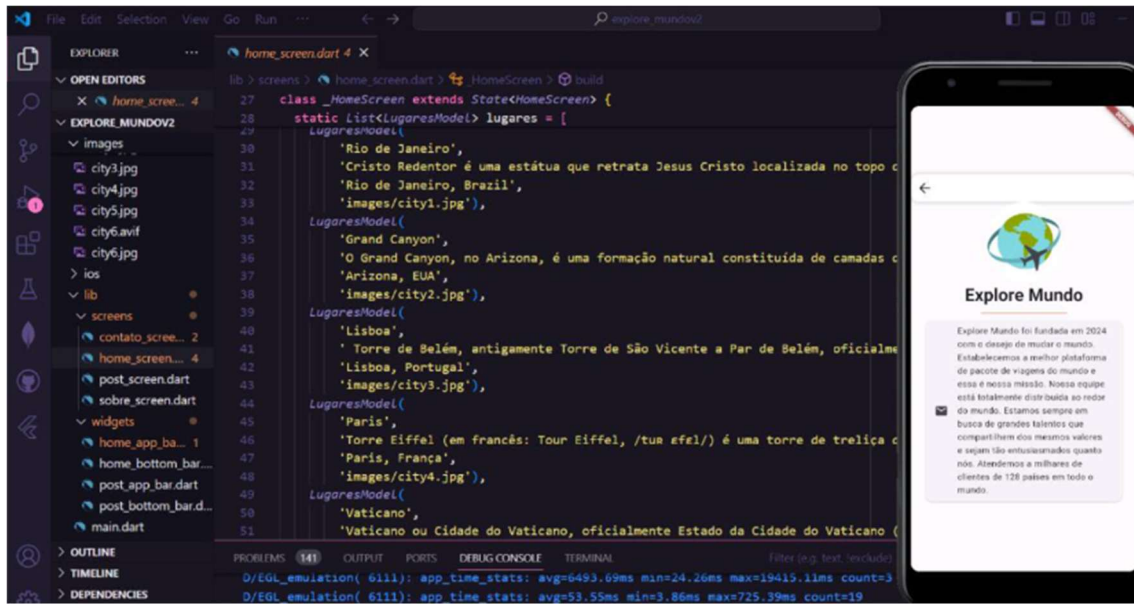 File Edit Selection View Go Run ··· explore_mundov2
EXPLORER ···
OPEN EDITORS
home_scree... 4
EXPLORE_MUNDOV2
images
city3.jpg
city4.jpg
city5.jpg
city6.avif
city6.jpg
ios
lib
screens
contato_scree... 2
home_screen.... 4
post_screen.dart
sobre_screen.dart
widgets
home_app_ba... 1
home_bottom_bar....
post_app_bar.dart
post_bottom_bar.d...
main.dart
OUTLINE
TIMELINE
DEPENDENCIES
1
home_screen.dart 4
lib > screens > home_screen.dart > _HomeScreen > build
27 class _HomeScreen extends State<HomeScreen> {
28 static List<LugaresModel> lugares = [
29 LugaresModel(
30 'Rio de Janeiro',
31 'Cristo Redentor é uma estátua que retrata Jesus Cristo localizada no topo
32 'Rio de Janeiro, Brazil',
33 'images/city1.jpg'),
34 LugaresModel(
35 'Grand Canyon',
36 'O Grand Canyon, no Arizona, é uma formação natural constituída de camadas
37 'Arizona, EUA',
38 'images/city2.jpg'),
39 LugaresModel(
40 'Lisboa',
41 ' Torre de Belém, antigamente Torre de São Vicente a Par de Belém, oficialme
42 'Lisboa, Portugal',
43 'images/city3.jpg'),
44 LugaresModel(
45 'Paris',
46 'Torre Eiffel (em francês: Tour Eiffel, /tuʀ ɛfɛl/) é uma torre de treliça
47 'Paris, França',
48 'images/city4.jpg'),
49 LugaresModel(
50 'Vaticano',
51 'Vaticano ou Cidade do Vaticano, oficialmente Estado da Cidade do Vaticano (
PROBLEMS 141 OUTPUT PORTS DEBUG CONSOLE TERMINAL Filter (e.g. text, !exclude)
D/EGL_emulation( 6111): app_time_stats: avg=6493.69ms min=24.26ms max=19415.11ms count=3
D/EGL_emulation( 6111): app_time_stats: avg=53.55ms min=3.86ms max=725.39ms count=19
Explore Mundo
Explore Mundo foi fundada em 2024
com o desejo de mudar o mundo.
Estabelecemos a melhor plataforma
de pacote de viagens do mundo e
essa é nossa missão. Nossa equipe
está totalmente distribuída ao redor
do mundo. Estamos sempre em
busca de grandes talentos que
compartilhem dos mesmos valores
e sejam tão entusiasmados quanto
nós. Atendemos a milhares de
clientes de 128 países em todo o
mundo.